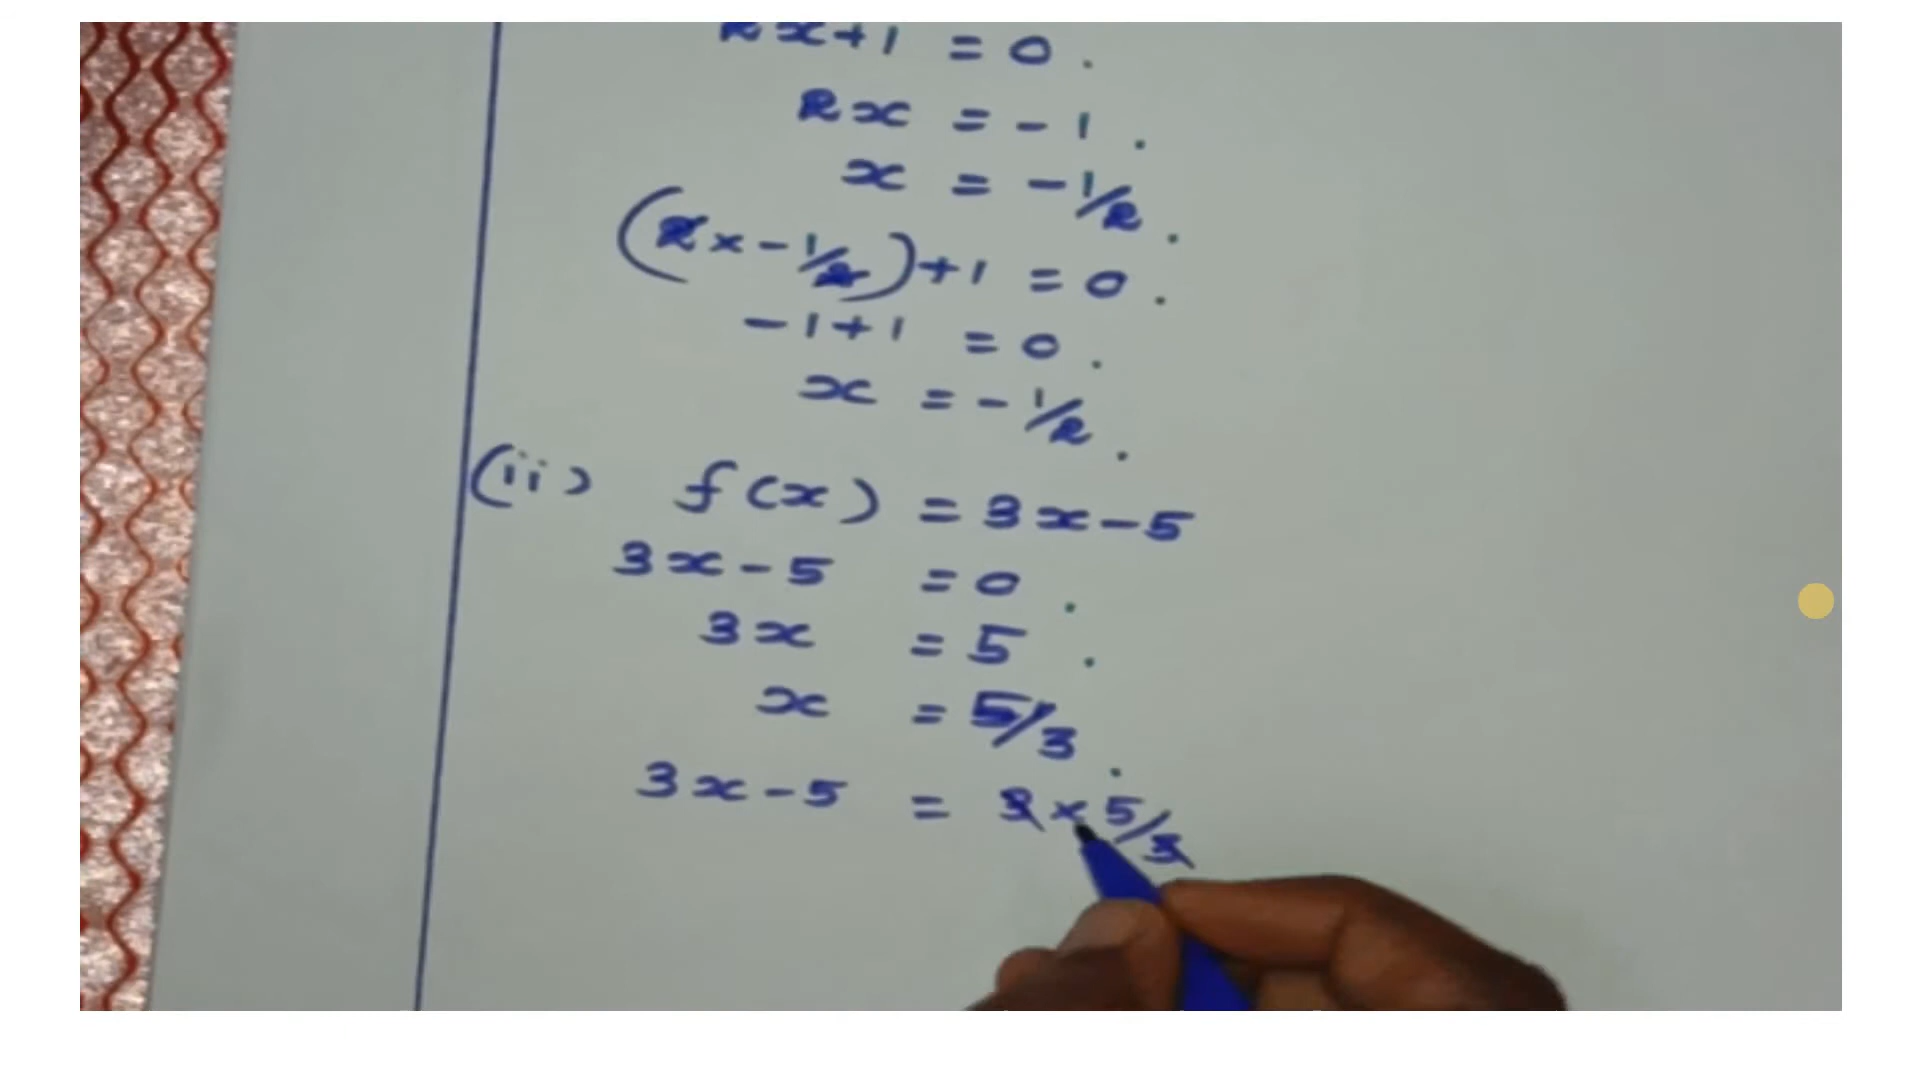 2x+1 = 0.
2x = -1.
x = -1/2.
(2x-1/2)+1 = 0.
-1+1 = 0.
x = -1/2.
(ii) f(x) = 3x-5
3x-5 = 0.
3x = 5.
x = 5/3.
3x-5 = 3×5/3